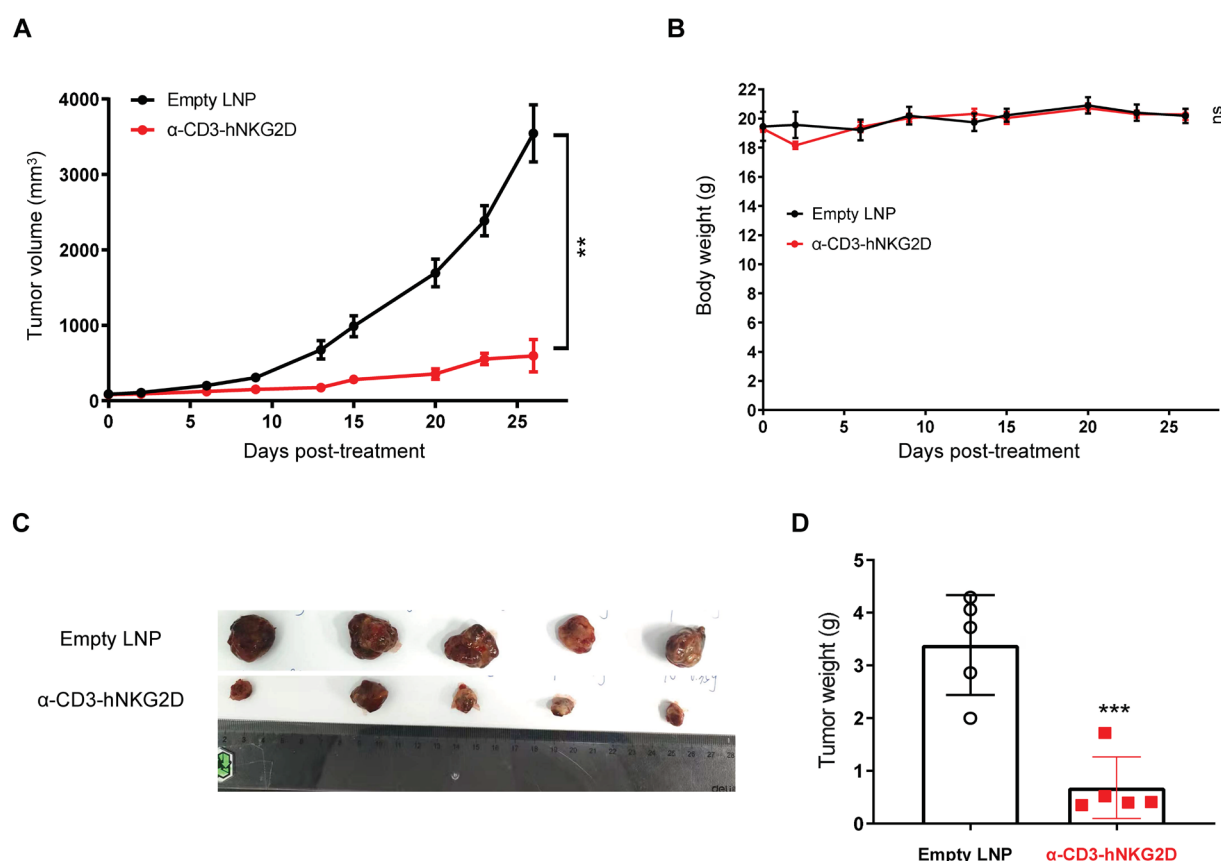 A
Empty LNP
α-CD3-hNKG2D
Tumor volume (mm³)
4000
3000
2000
1000
0
**
0 5 10 15 20 25
Days post-treatment
B
Body weight (g)
22
20
18
16
14
12
10
8
6
4
2
0
ns
Empty LNP
α-CD3-hNKG2D
0 5 10 15 20 25
Days post-treatment
C
Empty LNP
α-CD3-hNKG2D
D
Tumor weight (g)
5
4
3
2
1
0
***
Empty LNP α-CD3-hNKG2D